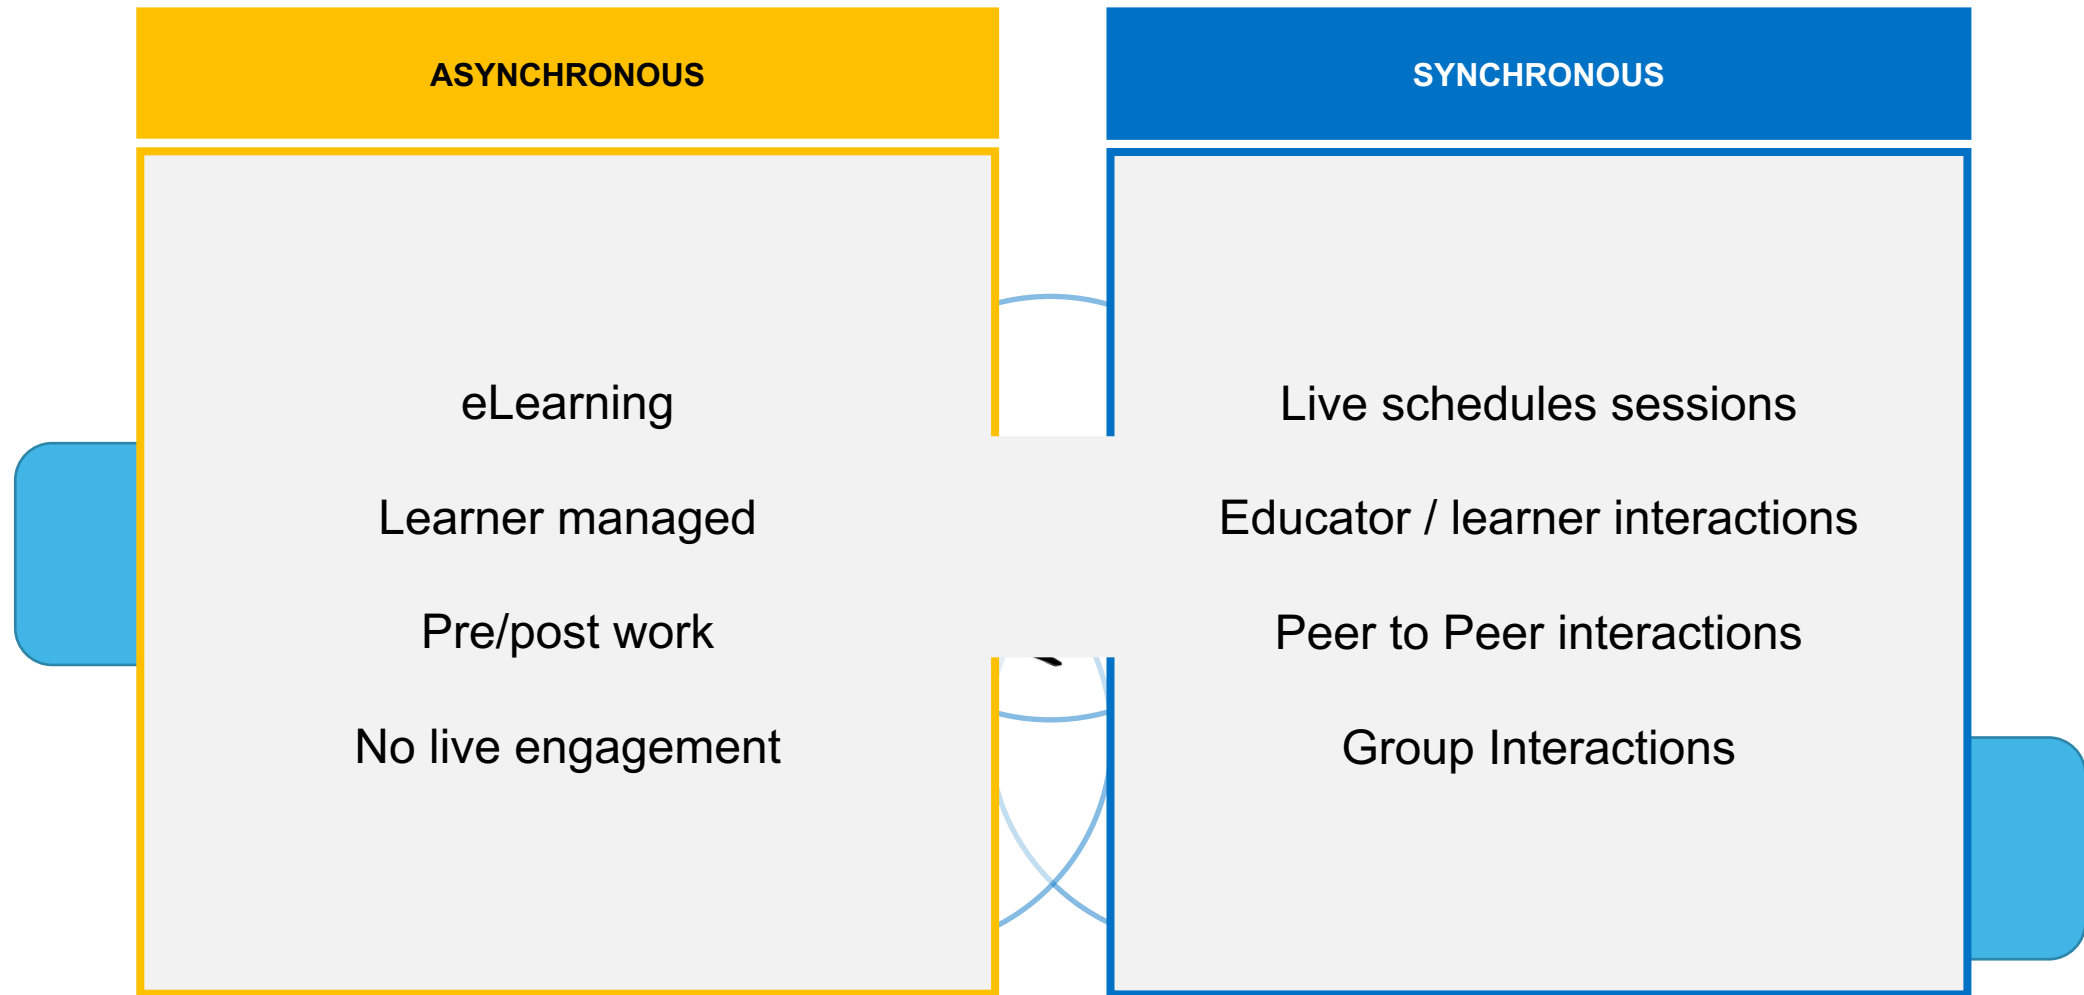 ASYNCHRONOUS
eLearning
Learner managed
Pre/post work
No live engagement
SYNCHRONOUS
Live schedules sessions
Educator / learner interactions
Peer to Peer interactions
Group Interactions